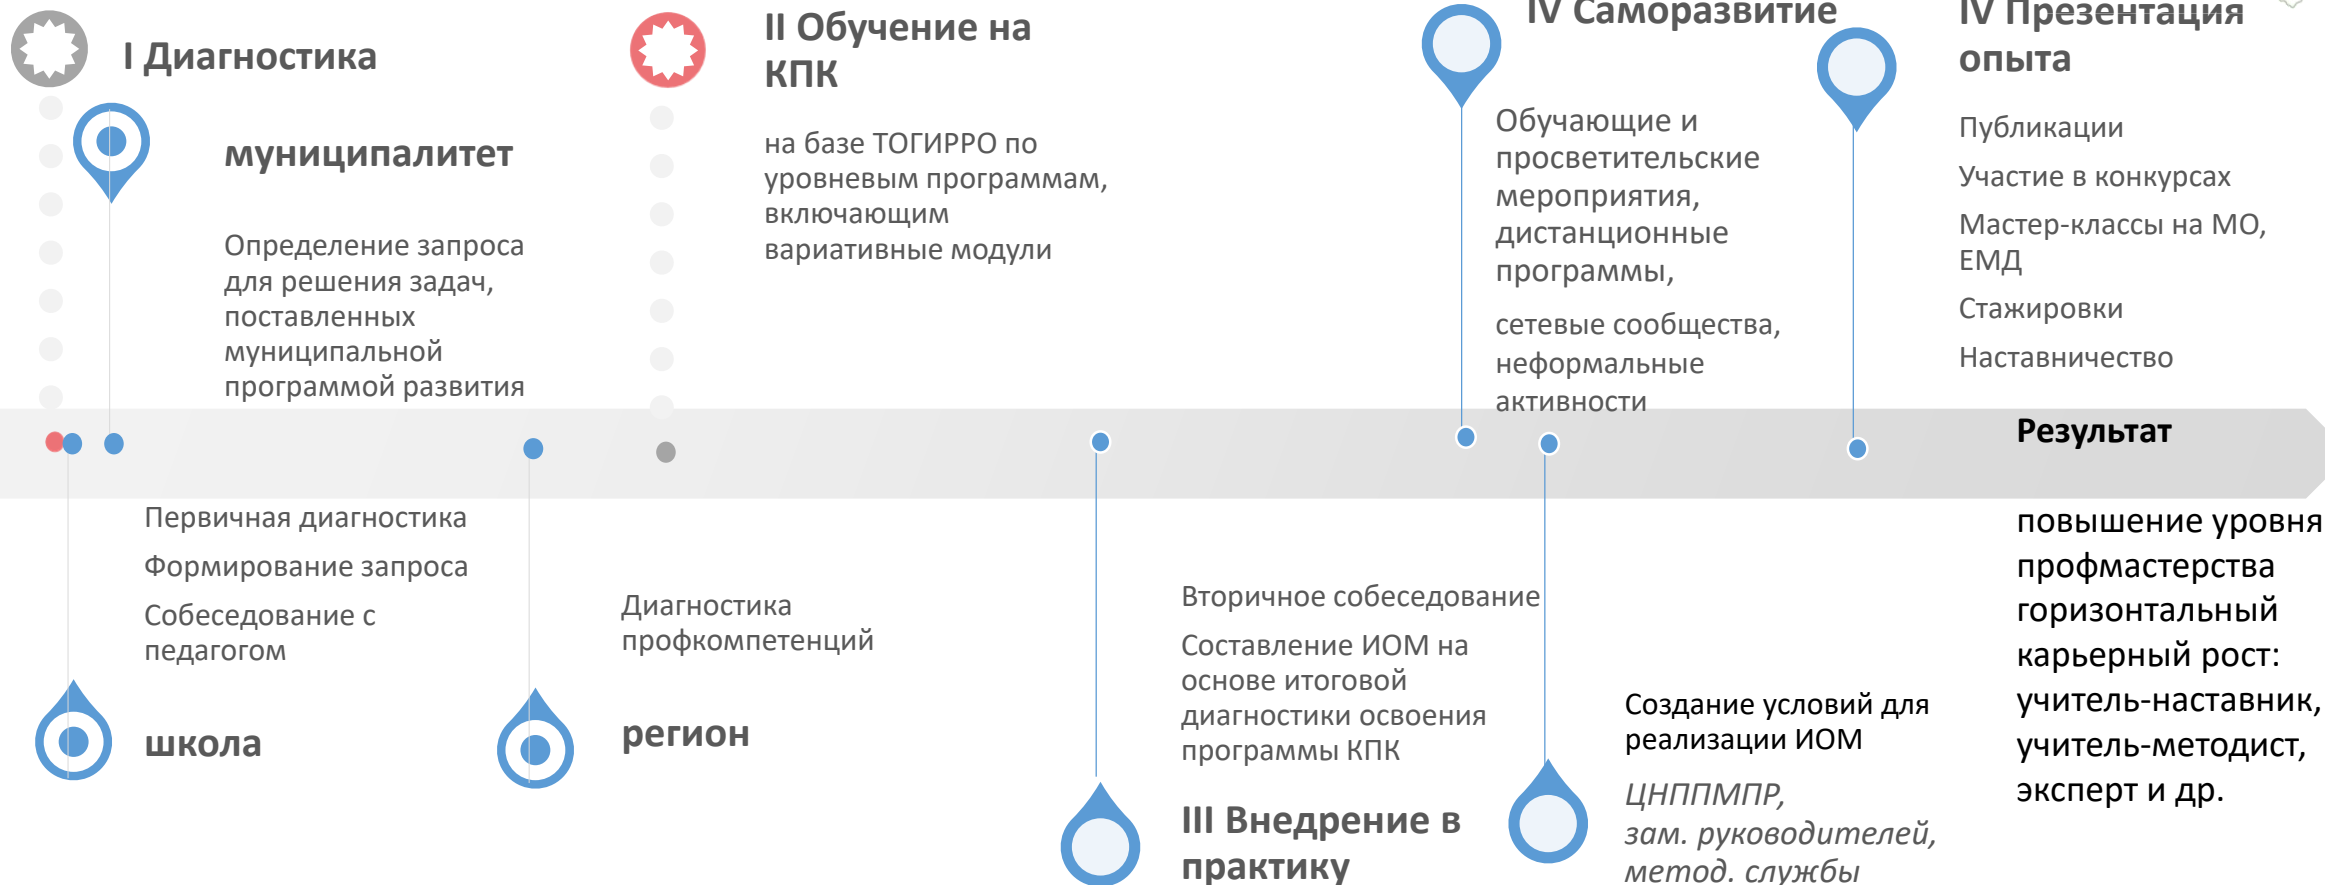 I Диагностика
муниципалитет
Определение запроса
для решения задач,
поставленных
муниципальной
программой развития
Первичная диагностика
Формирование запроса
Собеседование с
педагогом
школа
Диагностика
профкомпетенций
регион
II Обучение на
КПК
на базе ТОГИРРО по
уровневым программам,
включающим
вариативные модули
Вторичное собеседование
Составление ИОМ на
основе итоговой
диагностики освоения
программы КПК
III Внедрение в
практику
IV Саморазвитие
Обучающие и
просветительские
мероприятия,
дистанционные
программы,
сетевые сообщества,
неформальные
активности
Создание условий для
реализации ИОМ
ЦНППМПР,
зам. руководителей,
метод. службы
IV Презентация
опыта
Публикации
Участие в конкурсах
Мастер-классы на МО,
ЕМД
Стажировки
Наставничество
Результат
повышение уровня
профмастерства
горизонтальный
карьерный рост:
учитель-наставник,
учитель-методист,
эксперт и др.